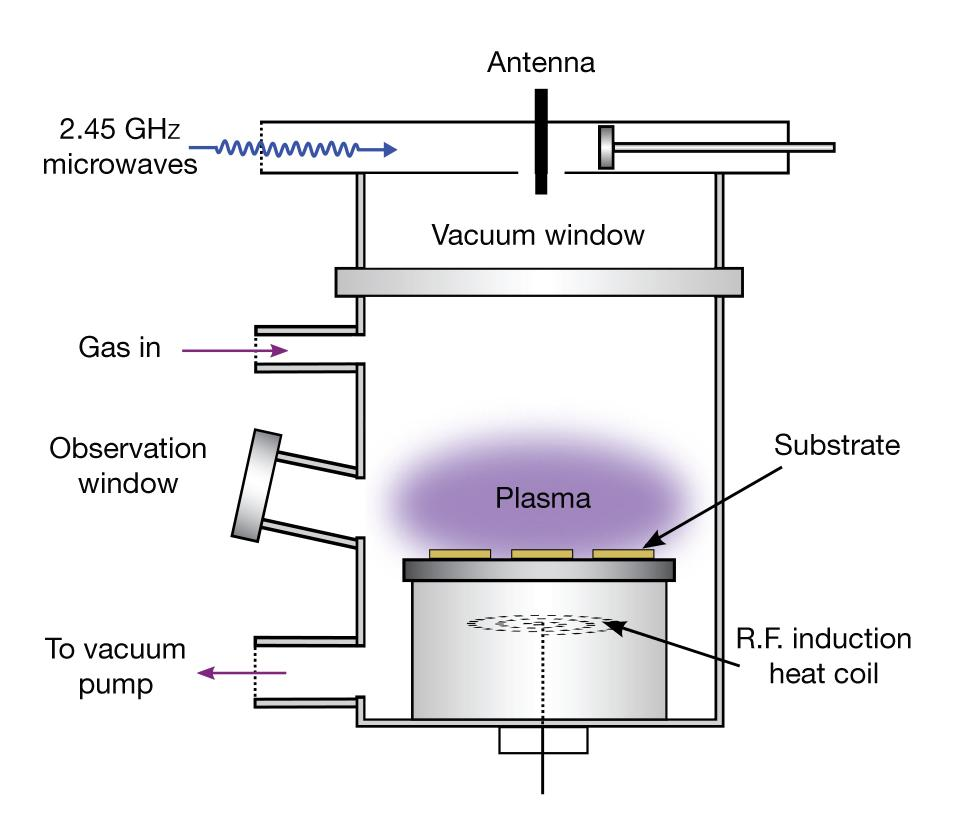 Antenna
2.45 GHz
microwaves
Vacuum window
Gas in
Observation
window
Substrate
Plasma
R.F. induction
heat coil
To vacuum
pump